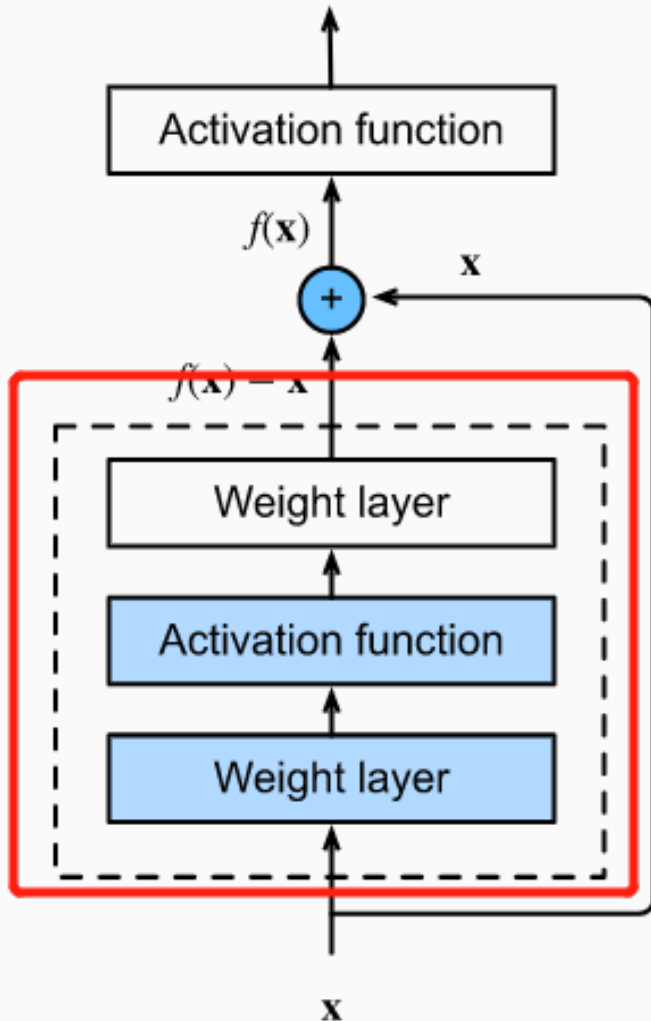 Activation function
f(x)
x
+
f(x) − x
Weight layer
Activation function
Weight layer
x